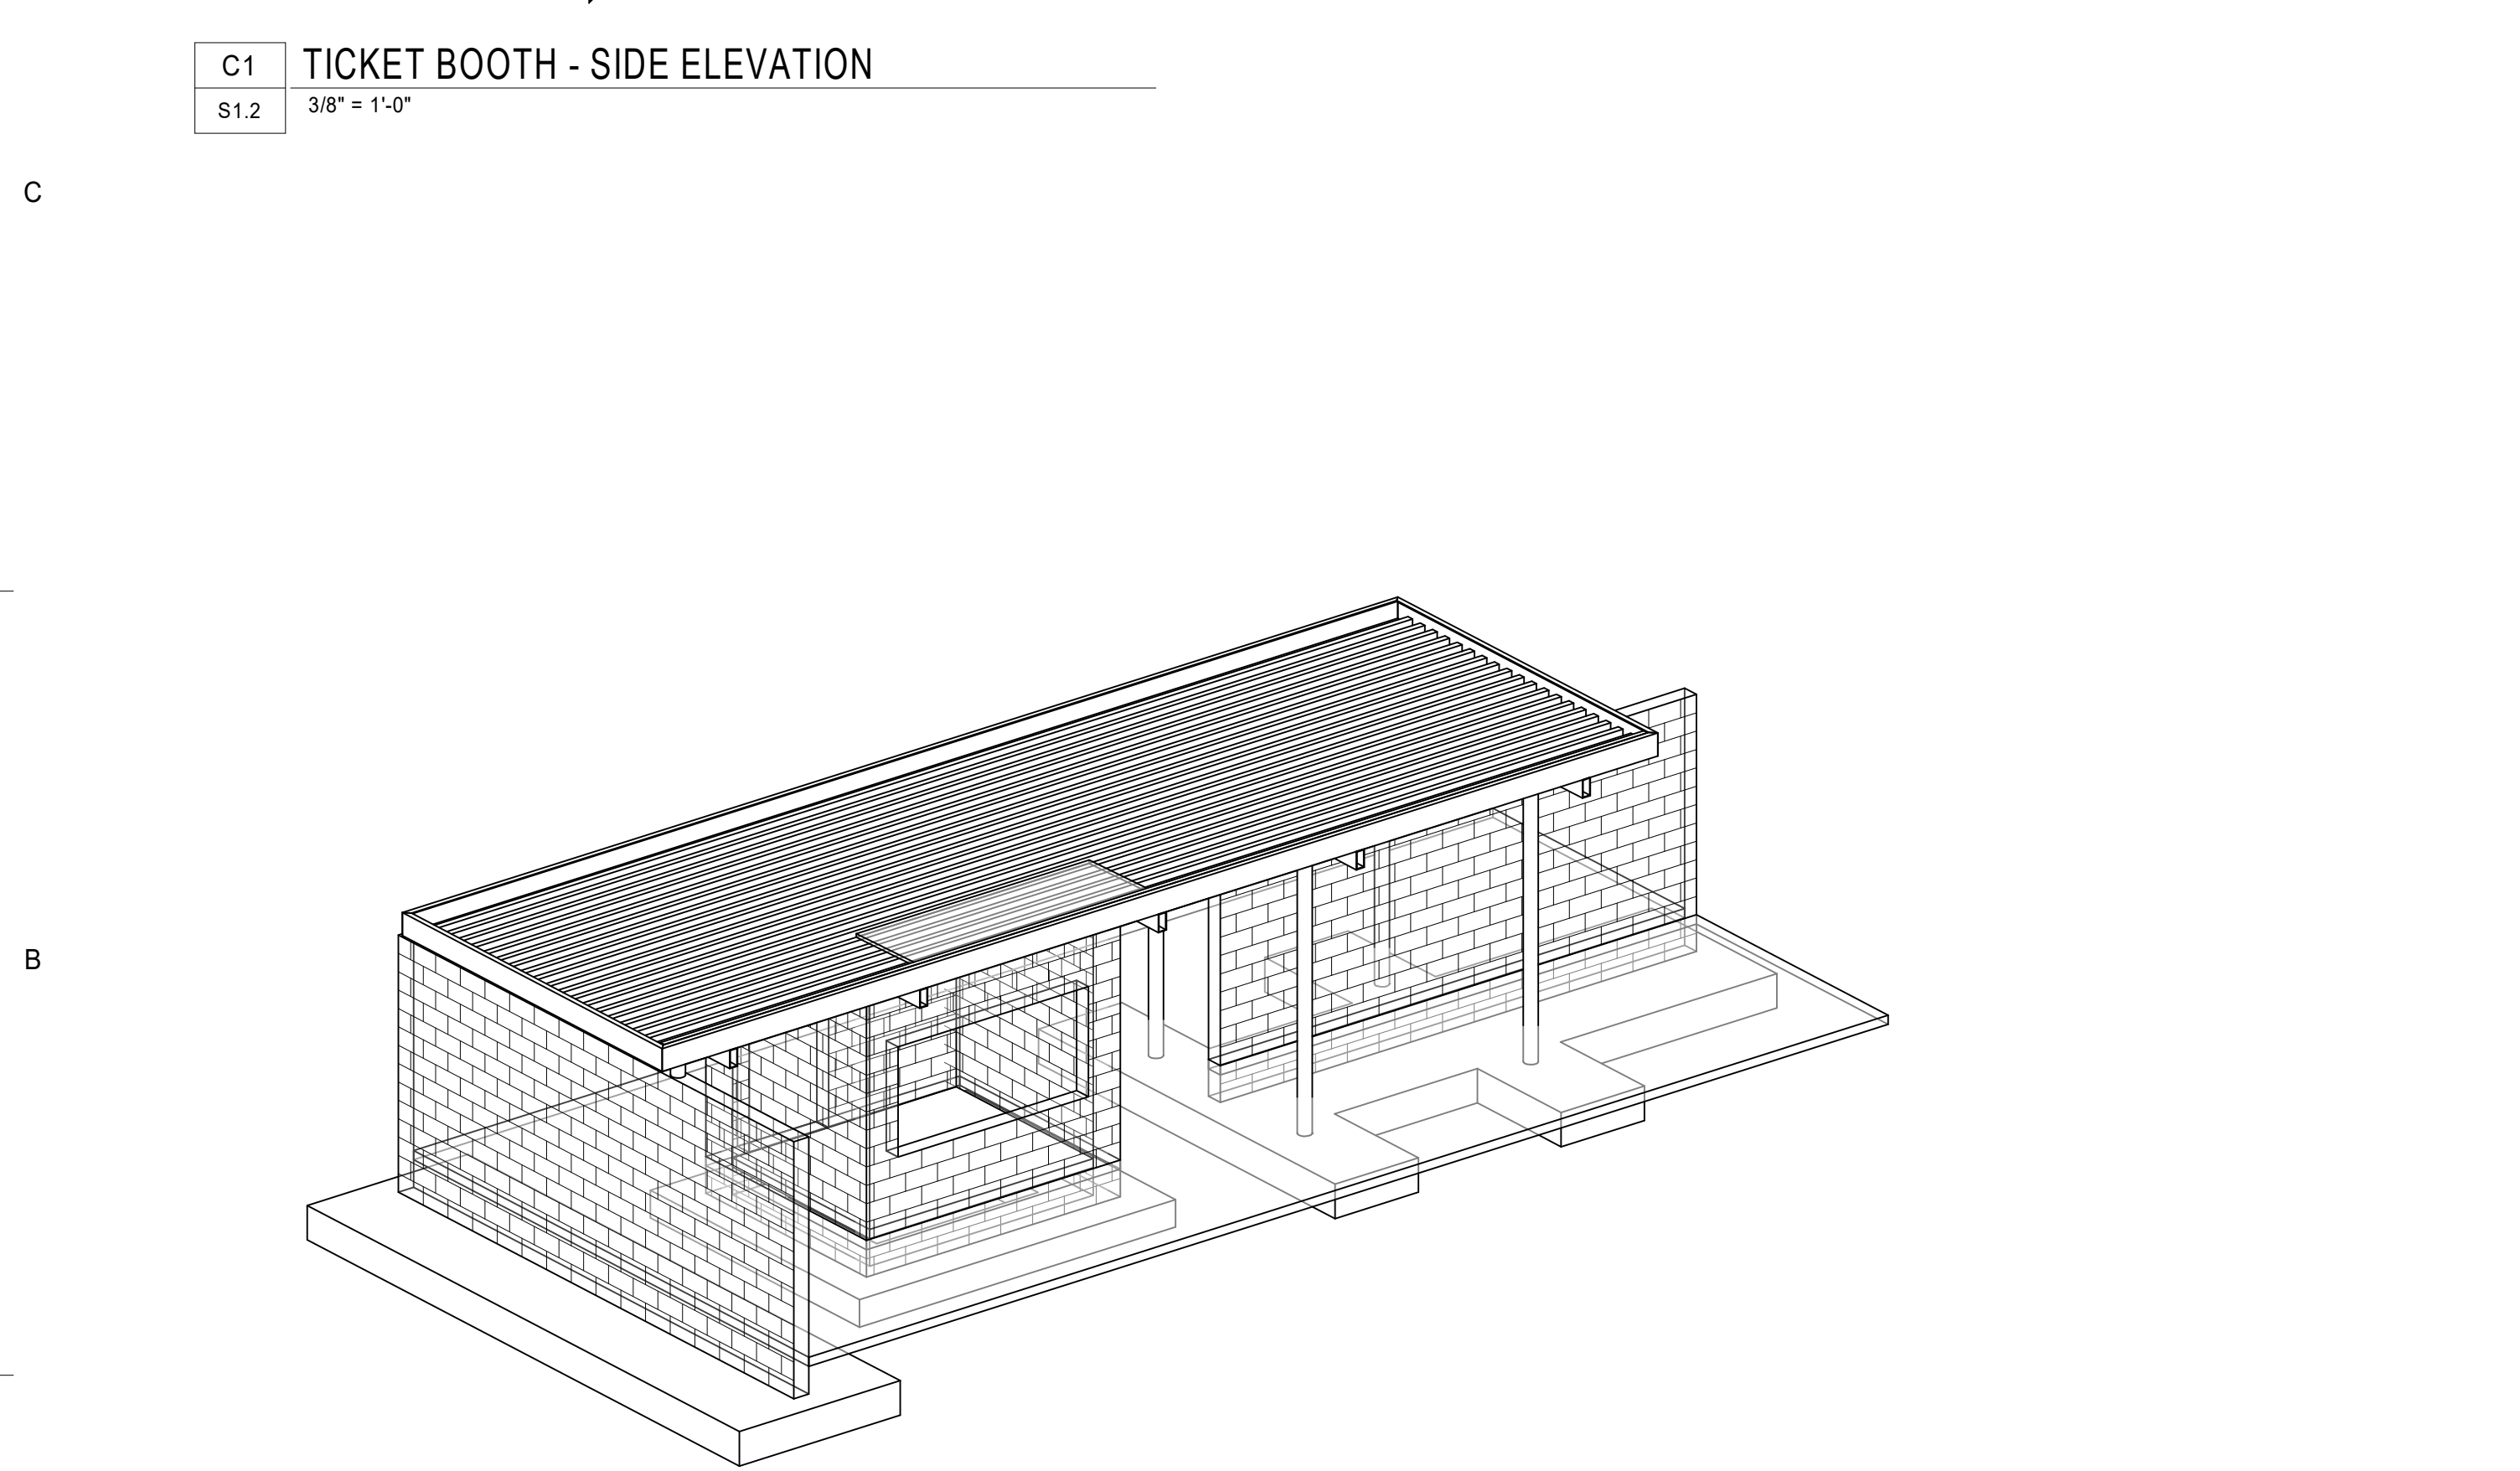 C1
TICKET BOOTH - SIDE ELEVATION
S1.2
3/8" = 1'-0"
C
B